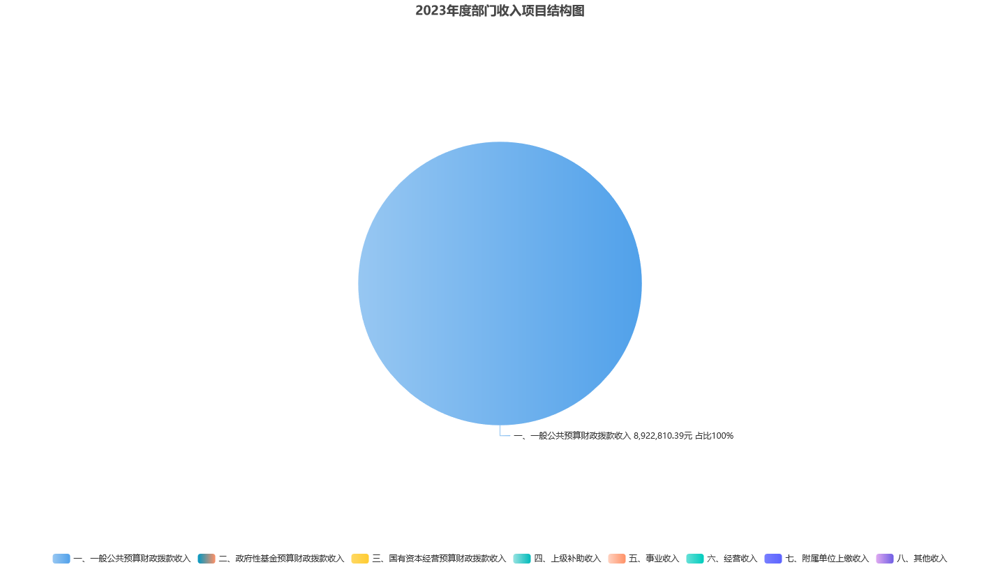 2023年度部门收入项目结构图
一、一般公共预算财政拨款收入 8,922,810.39元 占比100%
一、一般公共预算财政拨款收入 二、政府性基金预算财政拨款收入 三、国有资本经营预算财政拨款收入 四、上级补助收入 五、事业收入 六、经营收入 七、附属单位上缴收入 八、其他收入